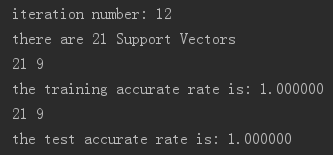 iteration number: 12
there are 21 Support Vectors
21 9
the training accurate rate is: 1.000000
21 9
the test accurate rate is: 1.000000